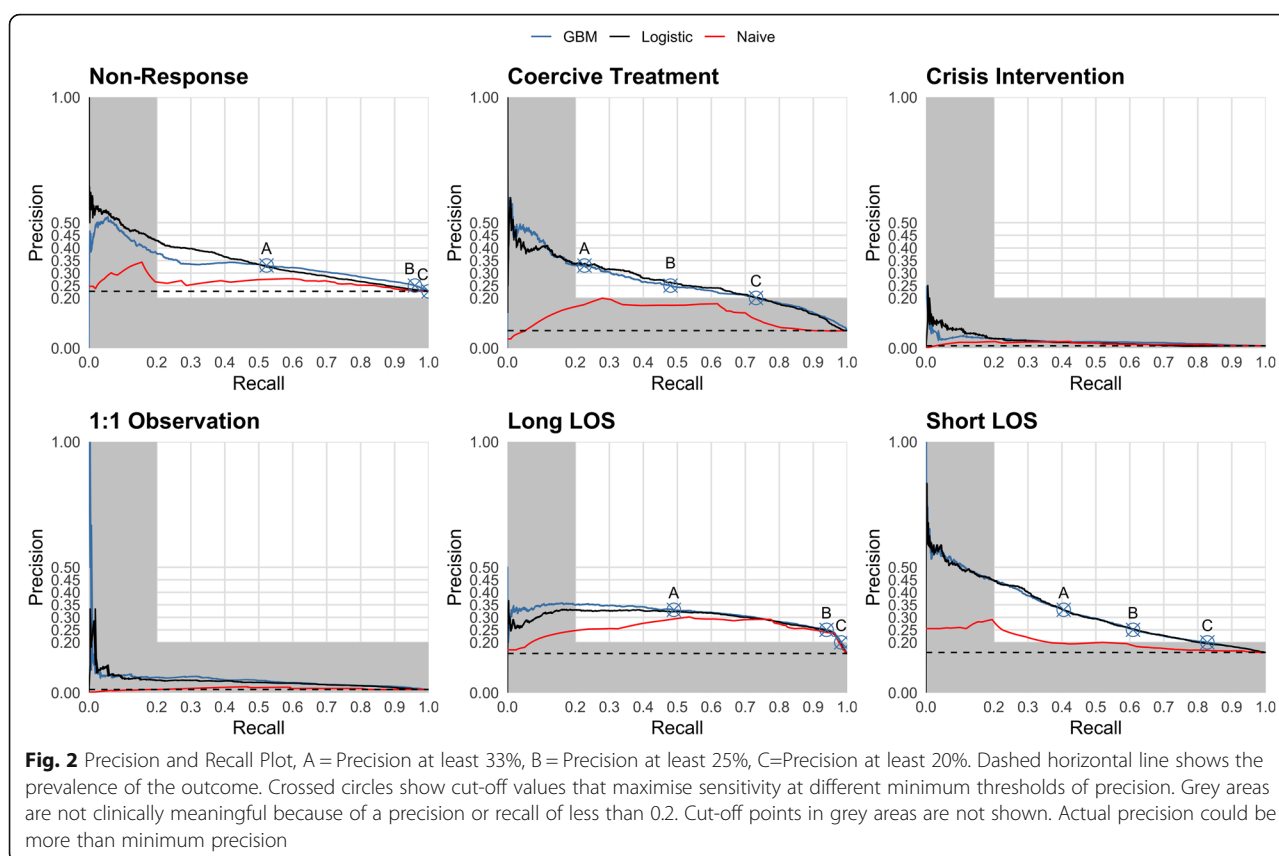 GBM Logistic Naive
Non-Response
Coercive Treatment
Crisis Intervention
1.00
0.50
0.45
0.40
0.35
0.30
0.25
0.20
0.00
Precision
A
B
C
0.0 0.2 0.3 0.4 0.5 0.6 0.7 0.8 0.9 1.0
Recall
1.00
0.50
0.45
0.40
0.35
0.30
0.25
0.20
0.00
Precision
A
B
C
0.0 0.2 0.3 0.4 0.5 0.6 0.7 0.8 0.9 1.0
Recall
1.00
0.50
0.45
0.40
0.35
0.30
0.25
0.20
0.00
Precision
0.0 0.2 0.3 0.4 0.5 0.6 0.7 0.8 0.9 1.0
Recall
1:1 Observation
Long LOS
Short LOS
1.00
0.50
0.45
0.40
0.35
0.30
0.25
0.20
0.00
Precision
0.0 0.2 0.3 0.4 0.5 0.6 0.7 0.8 0.9 1.0
Recall
1.00
0.50
0.45
0.40
0.35
0.30
0.25
0.20
0.00
Precision
A
B
C
0.0 0.2 0.3 0.4 0.5 0.6 0.7 0.8 0.9 1.0
Recall
1.00
0.50
0.45
0.40
0.35
0.30
0.25
0.20
0.00
Precision
A
B
C
0.0 0.2 0.3 0.4 0.5 0.6 0.7 0.8 0.9 1.0
Recall
Fig. 2 Precision and Recall Plot, A = Precision at least 33%, B = Precision at least 25%, C=Precision at least 20%. Dashed horizontal line shows the
prevalence of the outcome. Crossed circles show cut-off values that maximise sensitivity at different minimum thresholds of precision. Grey areas
are not clinically meaningful because of a precision or recall of less than 0.2. Cut-off points in grey areas are not shown. Actual precision could be
more than minimum precision